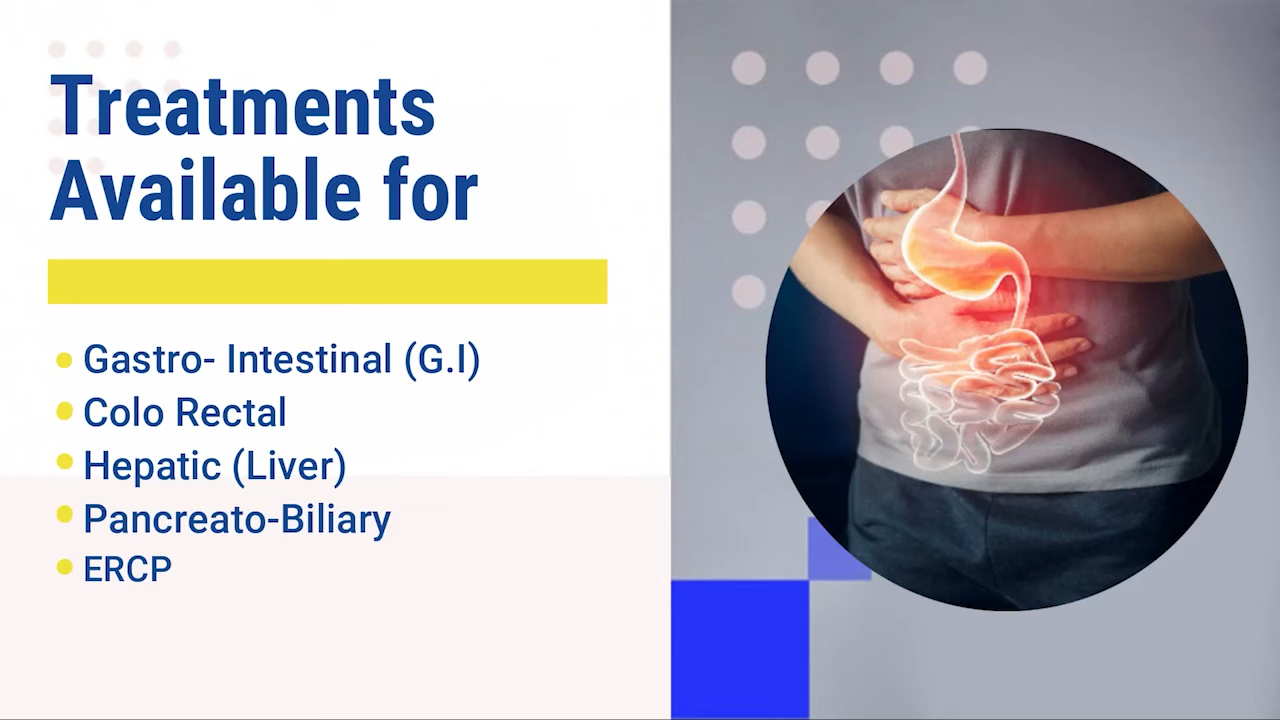 Treatments
Available for
Gastro- Intestinal (G.I)
Colo Rectal
Hepatic (Liver)
Pancreato-Biliary
ERCP